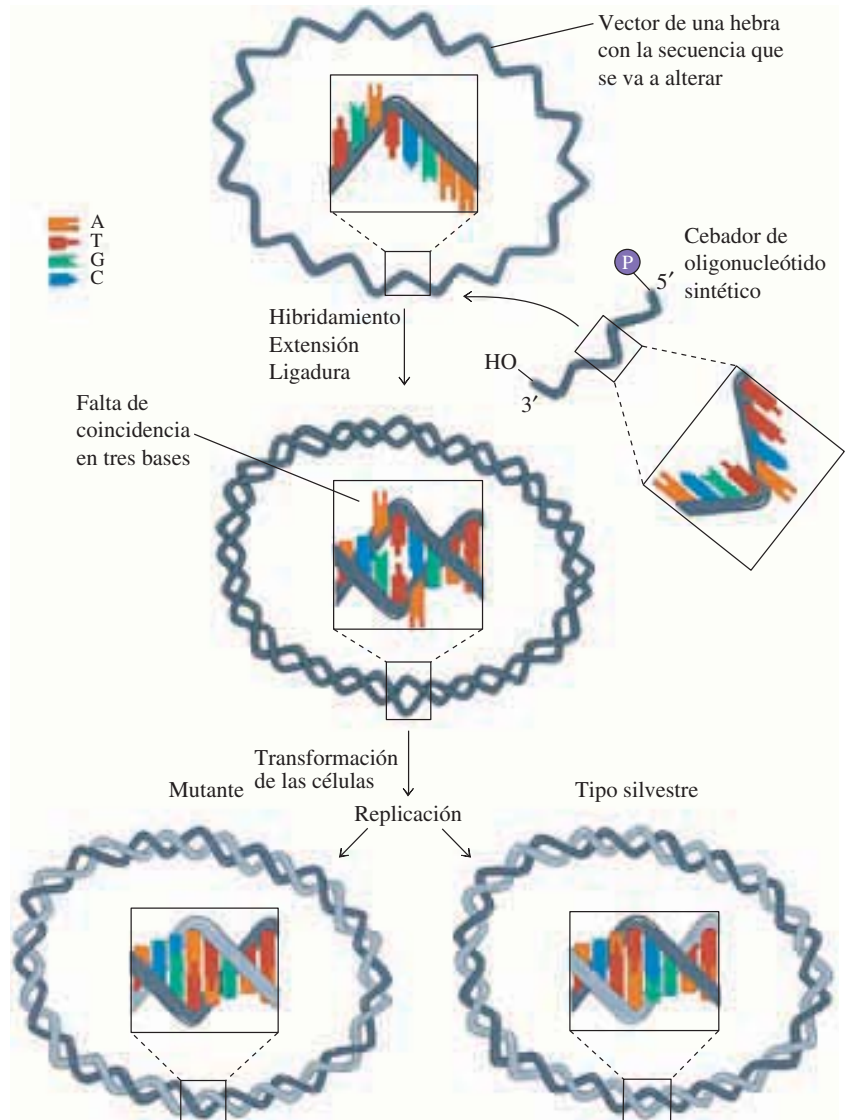 Vector de una hebra
con la secuencia que
se va a alterar
A
T
G
C
P
5′
Cebador de
oligonucleótido
sintético
HO
3′
Hibridamiento
Extensión
Ligadura
Falta de
coincidencia
en tres bases
Transformación
de las células
Mutante
Tipo silvestre
Replicación